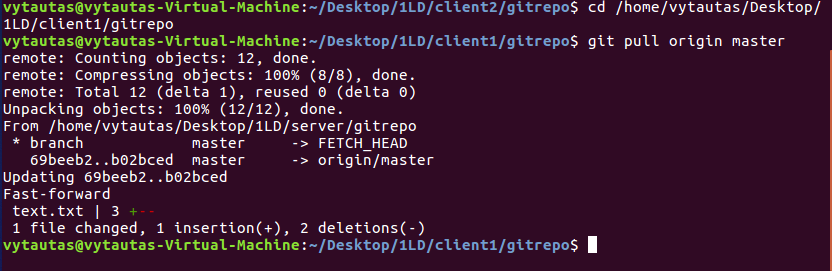 vytautas@vytautas-Virtual-Machine:~/Desktop/1LD/client2/gitrepo$ cd /home/vytautas/Desktop/
1LD/client1/gitrepo
vytautas@vytautas-Virtual-Machine:~/Desktop/1LD/client1/gitrepo$ git pull origin master
remote: Counting objects: 12, done.
remote: Compressing objects: 100% (8/8), done.
remote: Total 12 (delta 1), reused 0 (delta 0)
Unpacking objects: 100% (12/12), done.
From /home/vytautas/Desktop/1LD/server/gitrepo
 * branch            master     -> FETCH_HEAD
   69beeb2..b02bced  master     -> origin/master
Updating 69beeb2..b02bced
Fast-forward
 text.txt | 3 +--
 1 file changed, 1 insertion(+), 2 deletions(-)
vytautas@vytautas-Virtual-Machine:~/Desktop/1LD/client1/gitrepo$